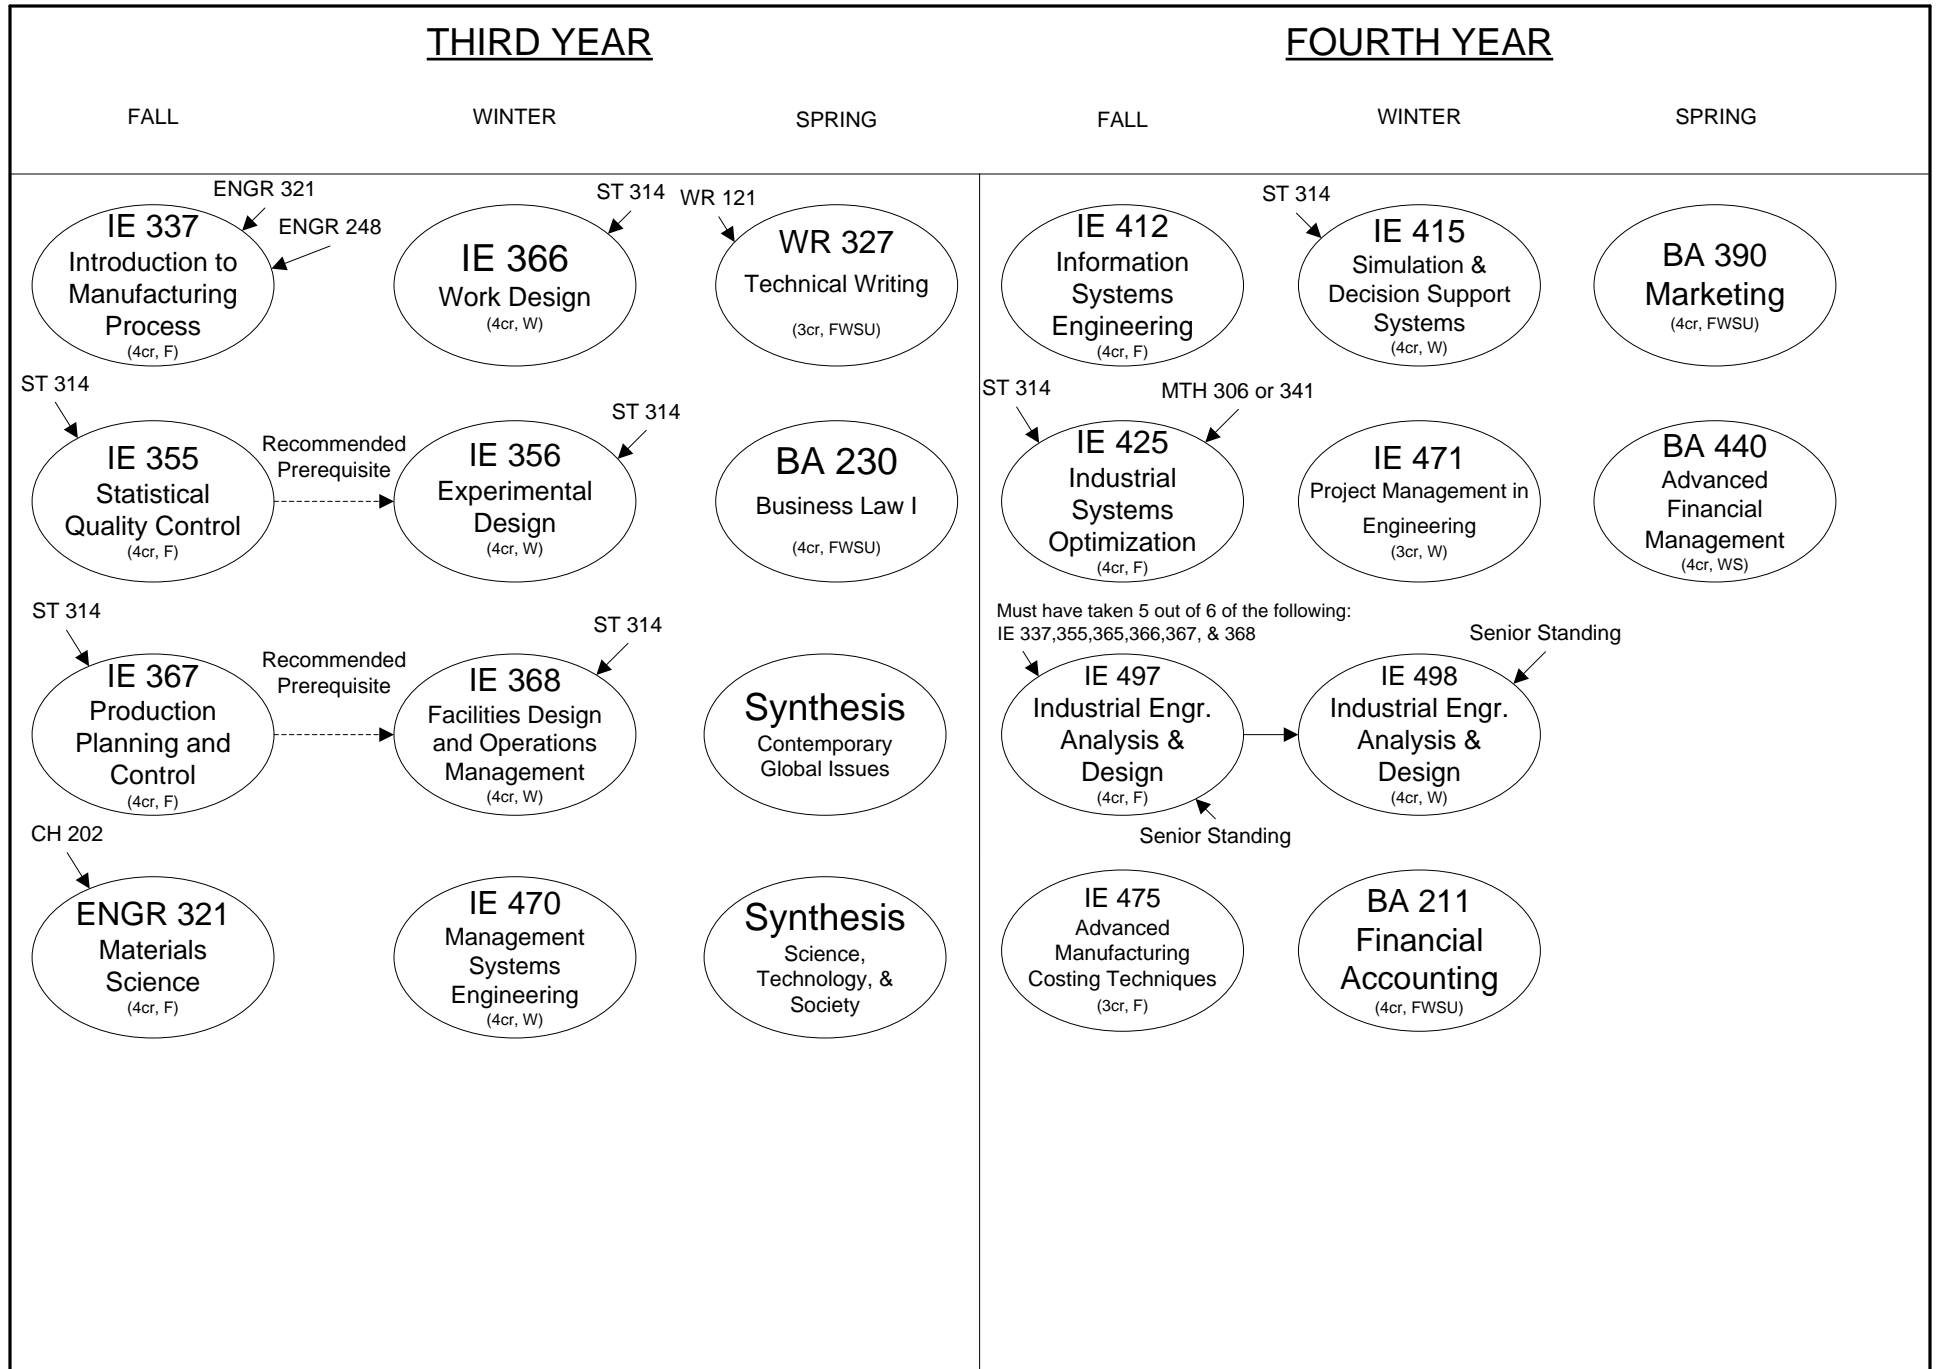 THIRD YEAR
FOURTH YEAR
FALL
WINTER
SPRING
FALL
WINTER
SPRING
ENGR 321
ENGR 248
IE 337
Introduction to
Manufacturing
Process
(4cr, F)
ST 314
IE 366
Work Design
(4cr, W)
WR 121
WR 327
Technical Writing
(3cr, FWSU)
IE 412
Information
Systems
Engineering
(4cr, F)
ST 314
IE 415
Simulation &
Decision Support
Systems
(4cr, W)
BA 390
Marketing
(4cr, FWSU)
ST 314
IE 355
Statistical
Quality Control
(4cr, F)
Recommended
Prerequisite
ST 314
IE 356
Experimental
Design
(4cr, W)
BA 230
Business Law I
(4cr, FWSU)
ST 314
MTH 306 or 341
IE 425
Industrial
Systems
Optimization
(4cr, F)
IE 471
Project Management in
Engineering
(3cr, W)
BA 440
Advanced
Financial
Management
(4cr, WS)
ST 314
IE 367
Production
Planning and
Control
(4cr, F)
Recommended
Prerequisite
ST 314
IE 368
Facilities Design
and Operations
Management
(4cr, W)
Synthesis
Contemporary
Global Issues
Must have taken 5 out of 6 of the following:
IE 337,355,365,366,367, & 368
IE 497
Industrial Engr.
Analysis &
Design
(4cr, F)
Senior Standing
Senior Standing
IE 498
Industrial Engr.
Analysis &
Design
(4cr, W)
CH 202
ENGR 321
Materials
Science
(4cr, F)
IE 470
Management
Systems
Engineering
(4cr, W)
Synthesis
Science,
Technology, &
Society
IE 475
Advanced
Manufacturing
Costing Techniques
(3cr, F)
BA 211
Financial
Accounting
(4cr, FWSU)